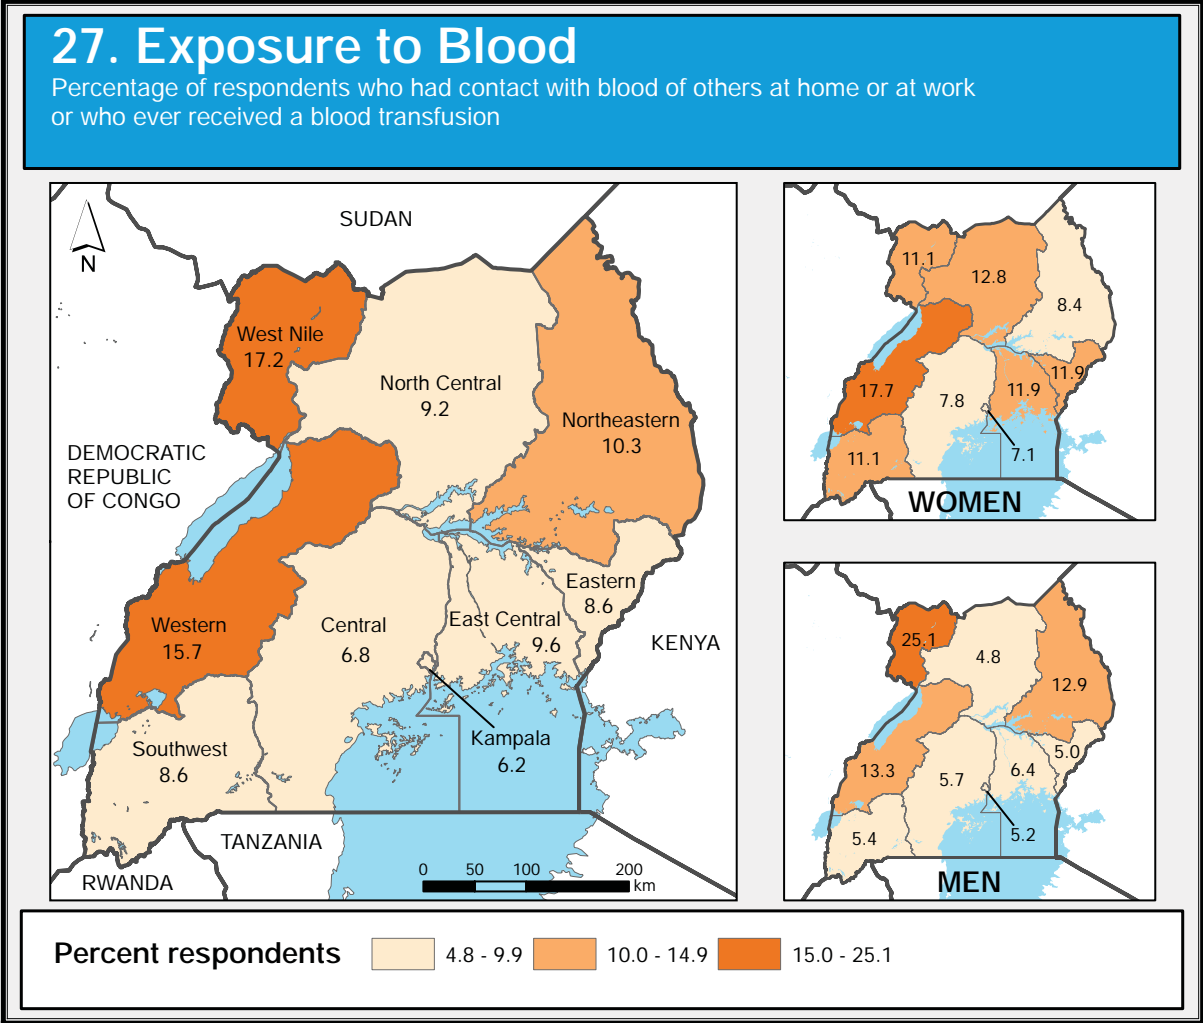 27. Exposure to Blood
Percentage of respondents who had contact with blood of others at home or at work
or who ever received a blood transfusion
N
SUDAN
West Nile
17.2
North Central
9.2
Northeastern
10.3
DEMOCRATIC
REPUBLIC
OF CONGO
Eastern
8.6
East Central
9.6
Western
15.7
Central
6.8
KENYA
Kampala
6.2
Southwest
8.6
TANZANIA
RWANDA
0 50 100 200
km
11.1
12.8
8.4
11.9
11.9
17.7
7.8
7.1
11.1
WOMEN
25.1
4.8
12.9
5.0
6.4
13.3
5.7
5.2
5.4
MEN
Percent respondents 4.8 - 9.9 10.0 - 14.9 15.0 - 25.1